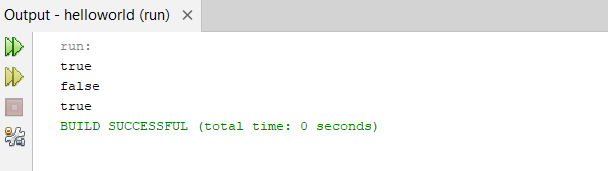 Output - helloworld (run) ×
run:
true
false
true
BUILD SUCCESSFUL (total time: 0 seconds)